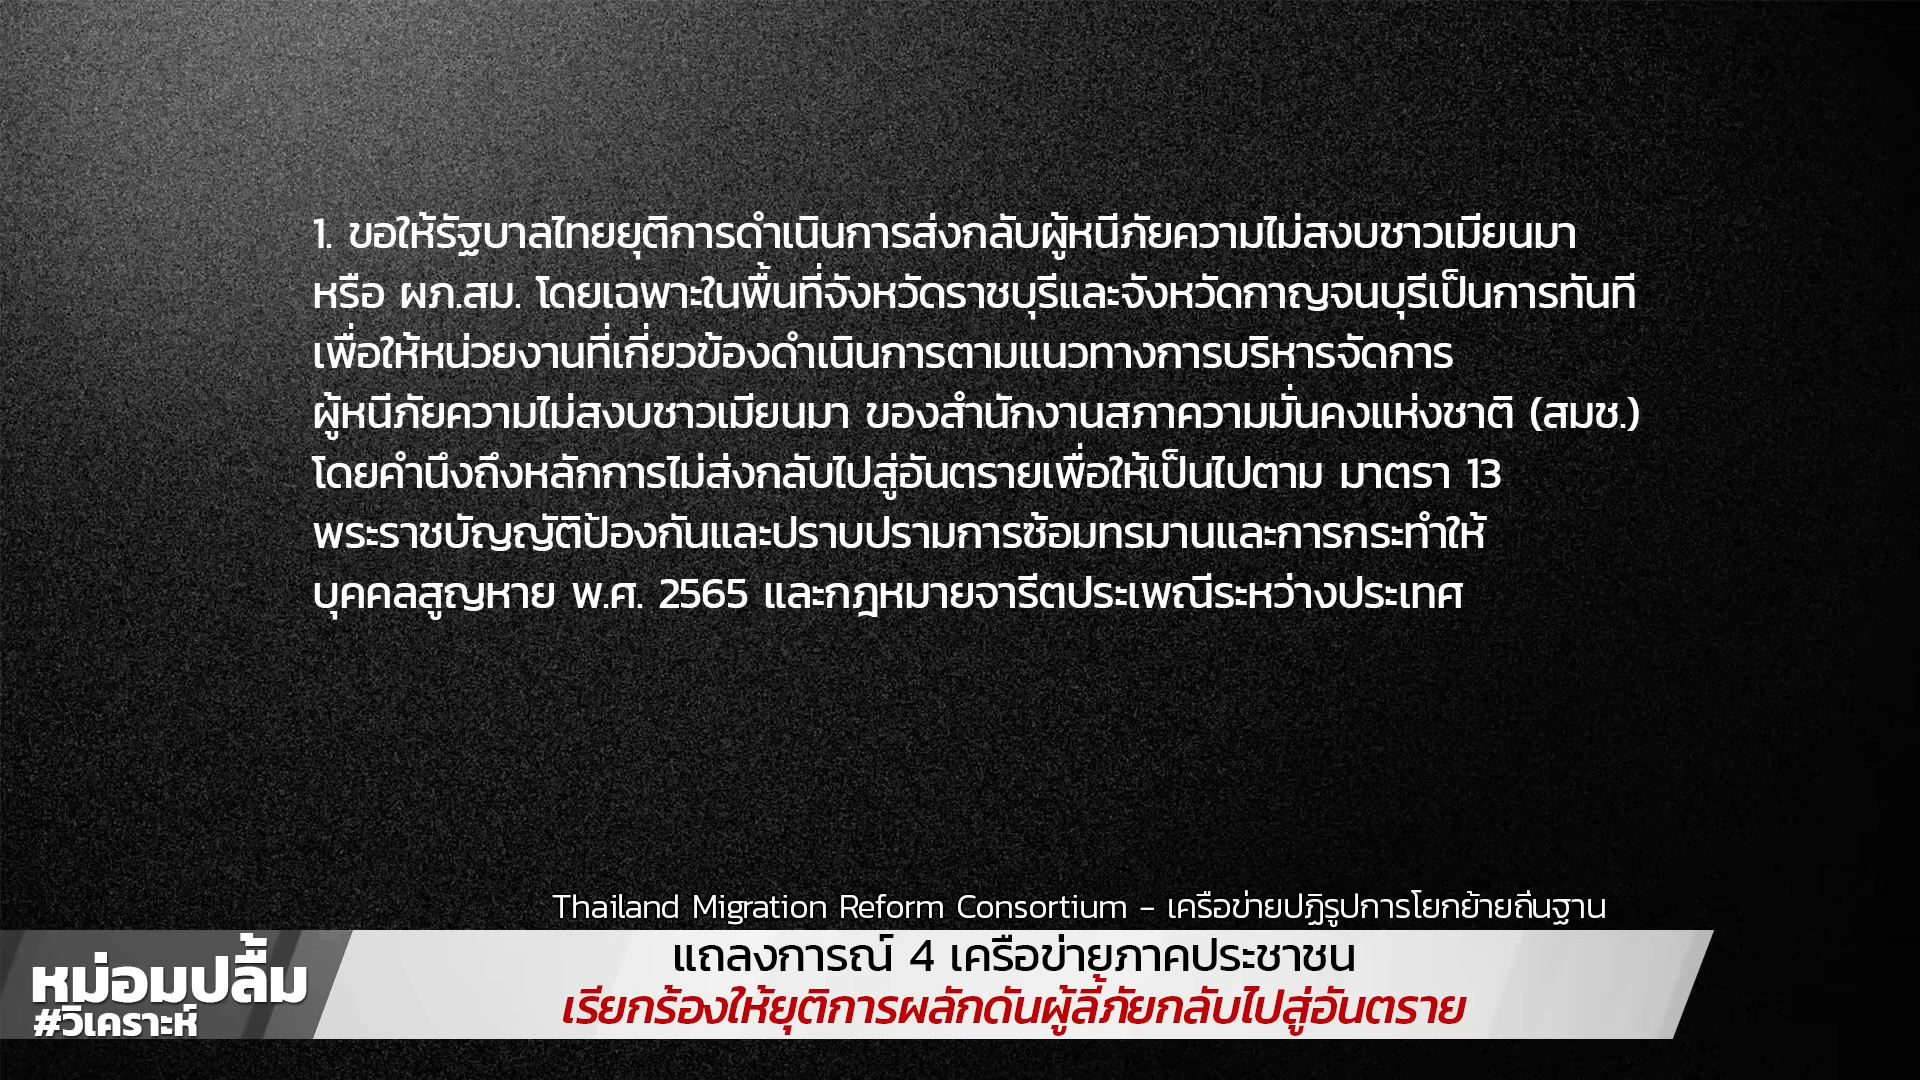 1. ขอให้รัฐบาลไทยยุติการดำเนินการส่งกลับผู้หนีภัยความไม่สงบชาวเมียนมา
หรือ ผภ.สม. โดยเฉพาะในพื้นที่จังหวัดราชบุรีและจังหวัดกาญจนบุรีเป็นการทันที
เพื่อให้หน่วยงานที่เกี่ยวข้องดำเนินการตามแนวทางการบริหารจัดการ
ผู้หนีภัยความไม่สงบชาวเมียนมา ของสำนักงานสภาความมั่นคงแห่งชาติ (สมช.)
โดยคำนึงถึงหลักการไม่ส่งกลับไปสู่อันตรายเพื่อให้เป็นไปตาม มาตรา 13
พระราชบัญญัติป้องกันและปราบปรามการซ้อมทรมานและการกระทำให้
บุคคลสูญหาย พ.ศ. 2565 และกฎหมายจารีตประเพณีระหว่างประเทศ
Thailand Migration Reform Consortium - เครือข่ายปฏิรูปการโยกย้ายถิ่นฐาน
แถลงการณ์ 4 เครือข่ายภาคประชาชน
เรียกร้องให้ยุติการผลักดันผู้ลี้ภัยกลับไปสู่อันตราย
หม่อมปลื้ม
#วิเคราะห์